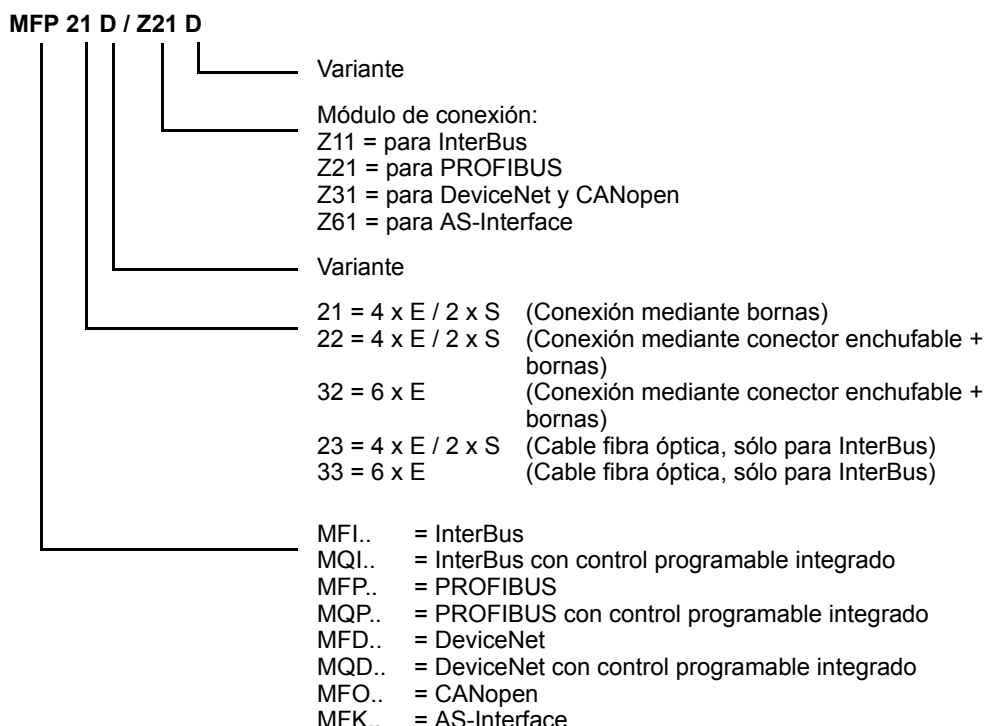 MFP 21 D / Z21 D
Variante
Módulo de conexión:
Z11 = para InterBus
Z21 = para PROFIBUS
Z31 = para DeviceNet y CANopen
Z61 = para AS-Interface
Variante
21 = 4 x E / 2 x S (Conexión mediante bornas)
22 = 4 x E / 2 x S (Conexión mediante conector enchufable +
bornas)
32 = 6 x E (Conexión mediante conector enchufable +
bornas)
23 = 4 x E / 2 x S (Cable fibra óptica, sólo para InterBus)
33 = 6 x E (Cable fibra óptica, sólo para InterBus)
MFI.. = InterBus
MQI.. = InterBus con control programable integrado
MFP.. = PROFIBUS
MQP.. = PROFIBUS con control programable integrado
MFD.. = DeviceNet
MQD.. = DeviceNet con control programable integrado
MFO.. = CANopen
MFK.. = AS-Interface